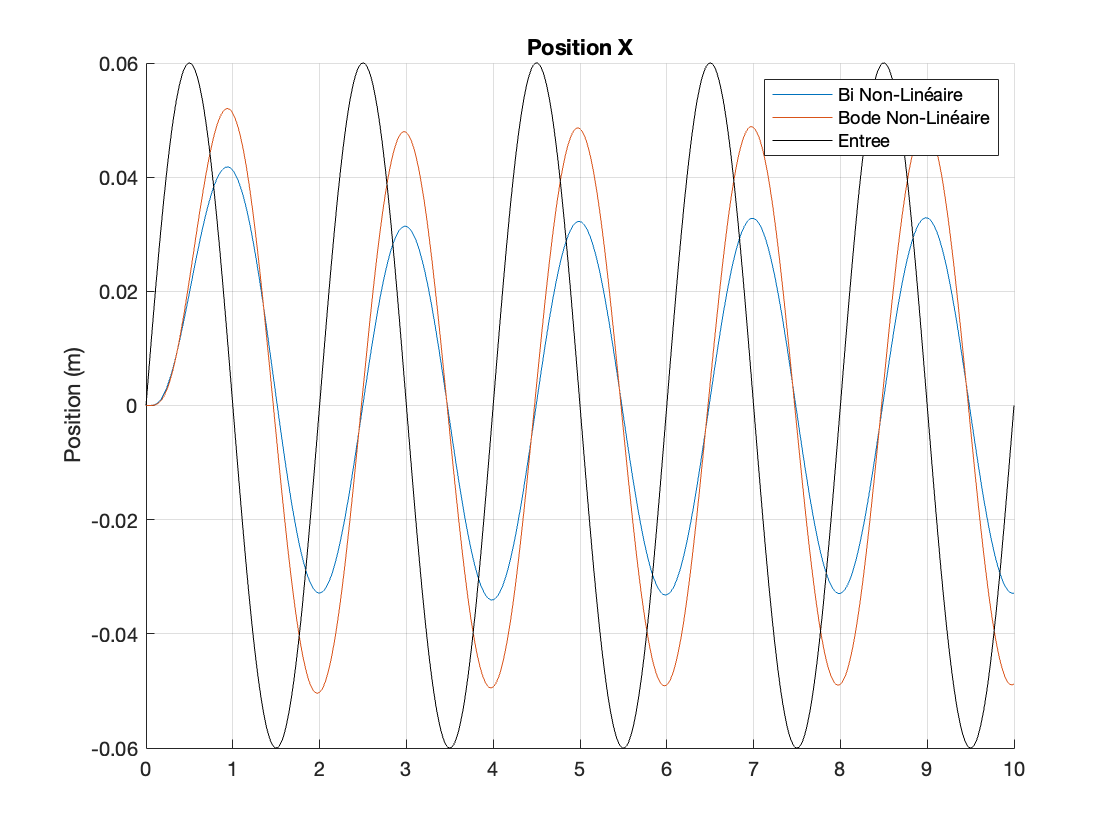 Position X
Bi Non-Linéaire
Bode Non-Linéaire
Entree
Position (m)
0.06
0.04
0.02
0
-0.02
-0.04
-0.06
0 1 2 3 4 5 6 7 8 9 10